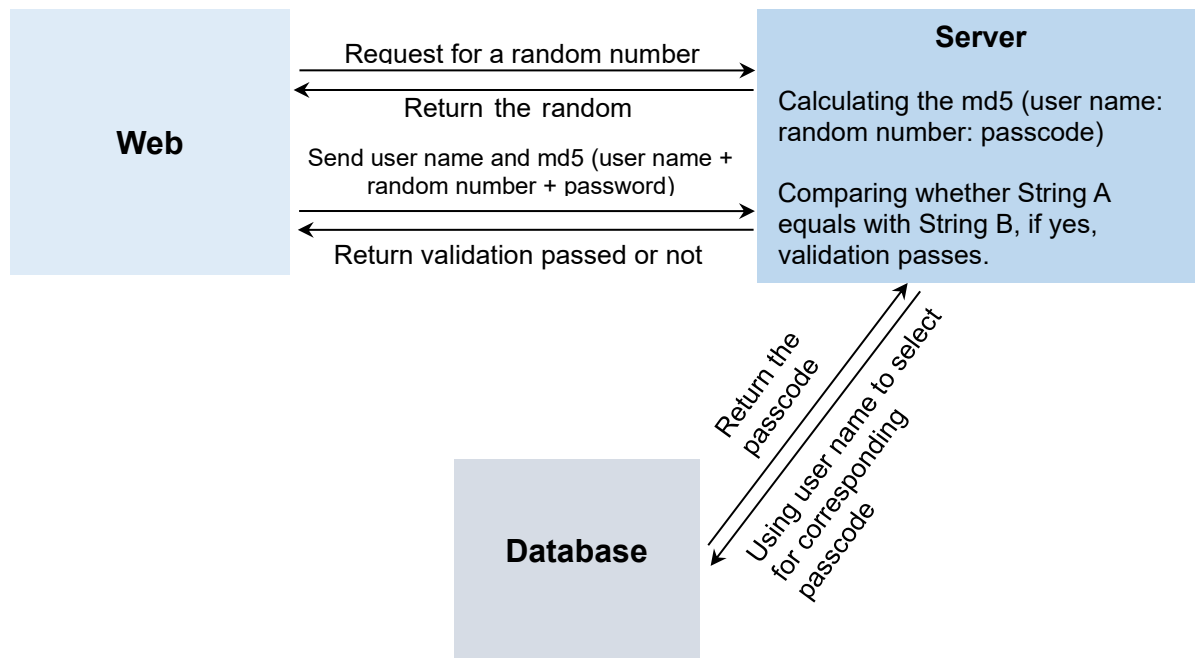 Web
Request for a random number
Return the random
Send user name and md5 (user name +
random number + password)
Return validation passed or not
Server
Calculating the md5 (user name:
random number: passcode)
Comparing whether String A
equals with String B, if yes,
validation passes.
Return the
passcode
Using user name to select
for corresponding
passcode
Database